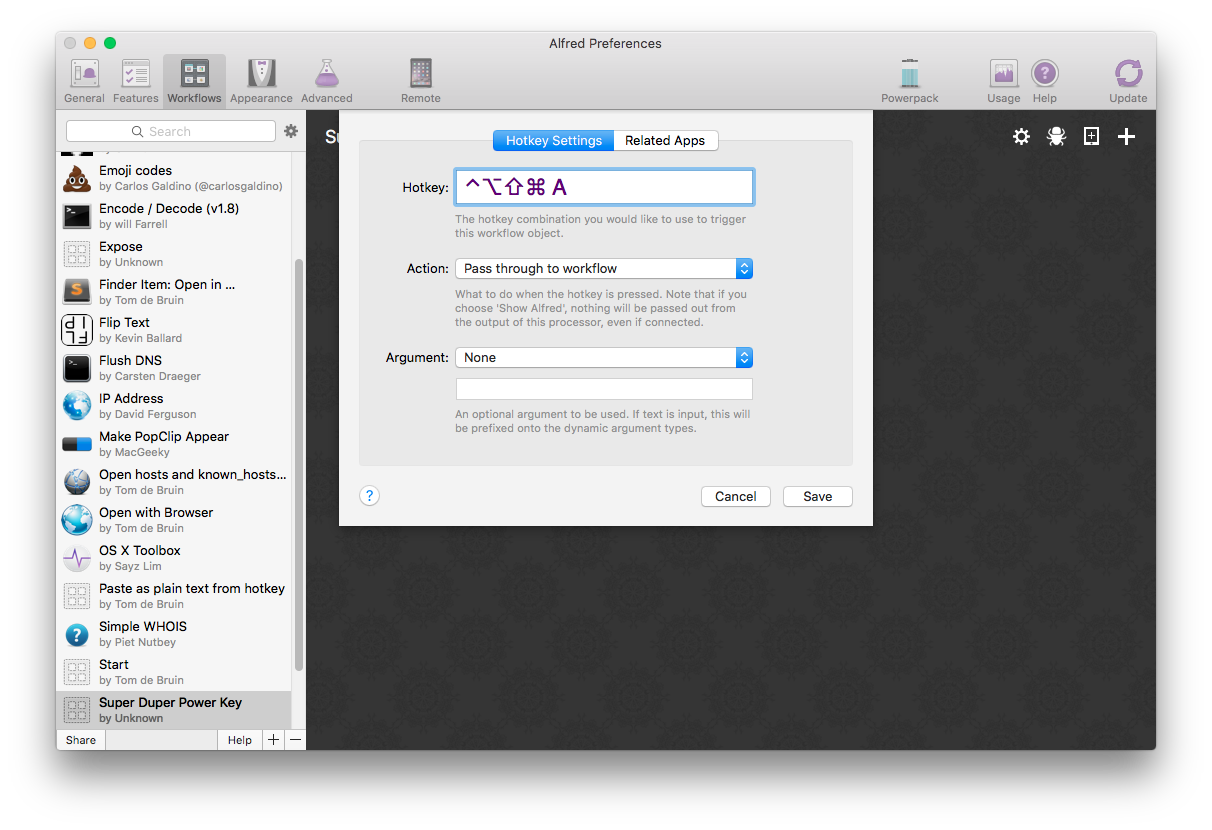 Alfred Preferences
General Features Workflows Appearance Advanced Remote Powerpack Usage Help Update
Search
Emoji codes
by Carlos Galdino (@carlosgaldino)
Encode / Decode (v1.8)
by will Farrell
Expose
by Unknown
Finder Item: Open in ...
by Tom de Bruin
Flip Text
by Kevin Ballard
Flush DNS
by Carsten Draeger
IP Address
by David Ferguson
Make PopClip Appear
by MacGeeky
Open hosts and known_hosts...
by Tom de Bruin
Open with Browser
by Tom de Bruin
OS X Toolbox
by Sayz Lim
Paste as plain text from hotkey
by Tom de Bruin
Simple WHOIS
by Piet Nutbey
Start
by Tom de Bruin
Super Duper Power Key
by Unknown
Share Help + −
Hotkey Settings Related Apps
Hotkey: ^⌥⇧⌘ A
The hotkey combination you would like to use to trigger
this workflow object.
Action: Pass through to workflow
What to do when the hotkey is pressed. Note that if you
choose 'Show Alfred', nothing will be passed out from
the output of this processor, even if connected.
Argument: None
An optional argument to be used. If text is input, this will
be prefixed onto the dynamic argument types.
? Cancel Save